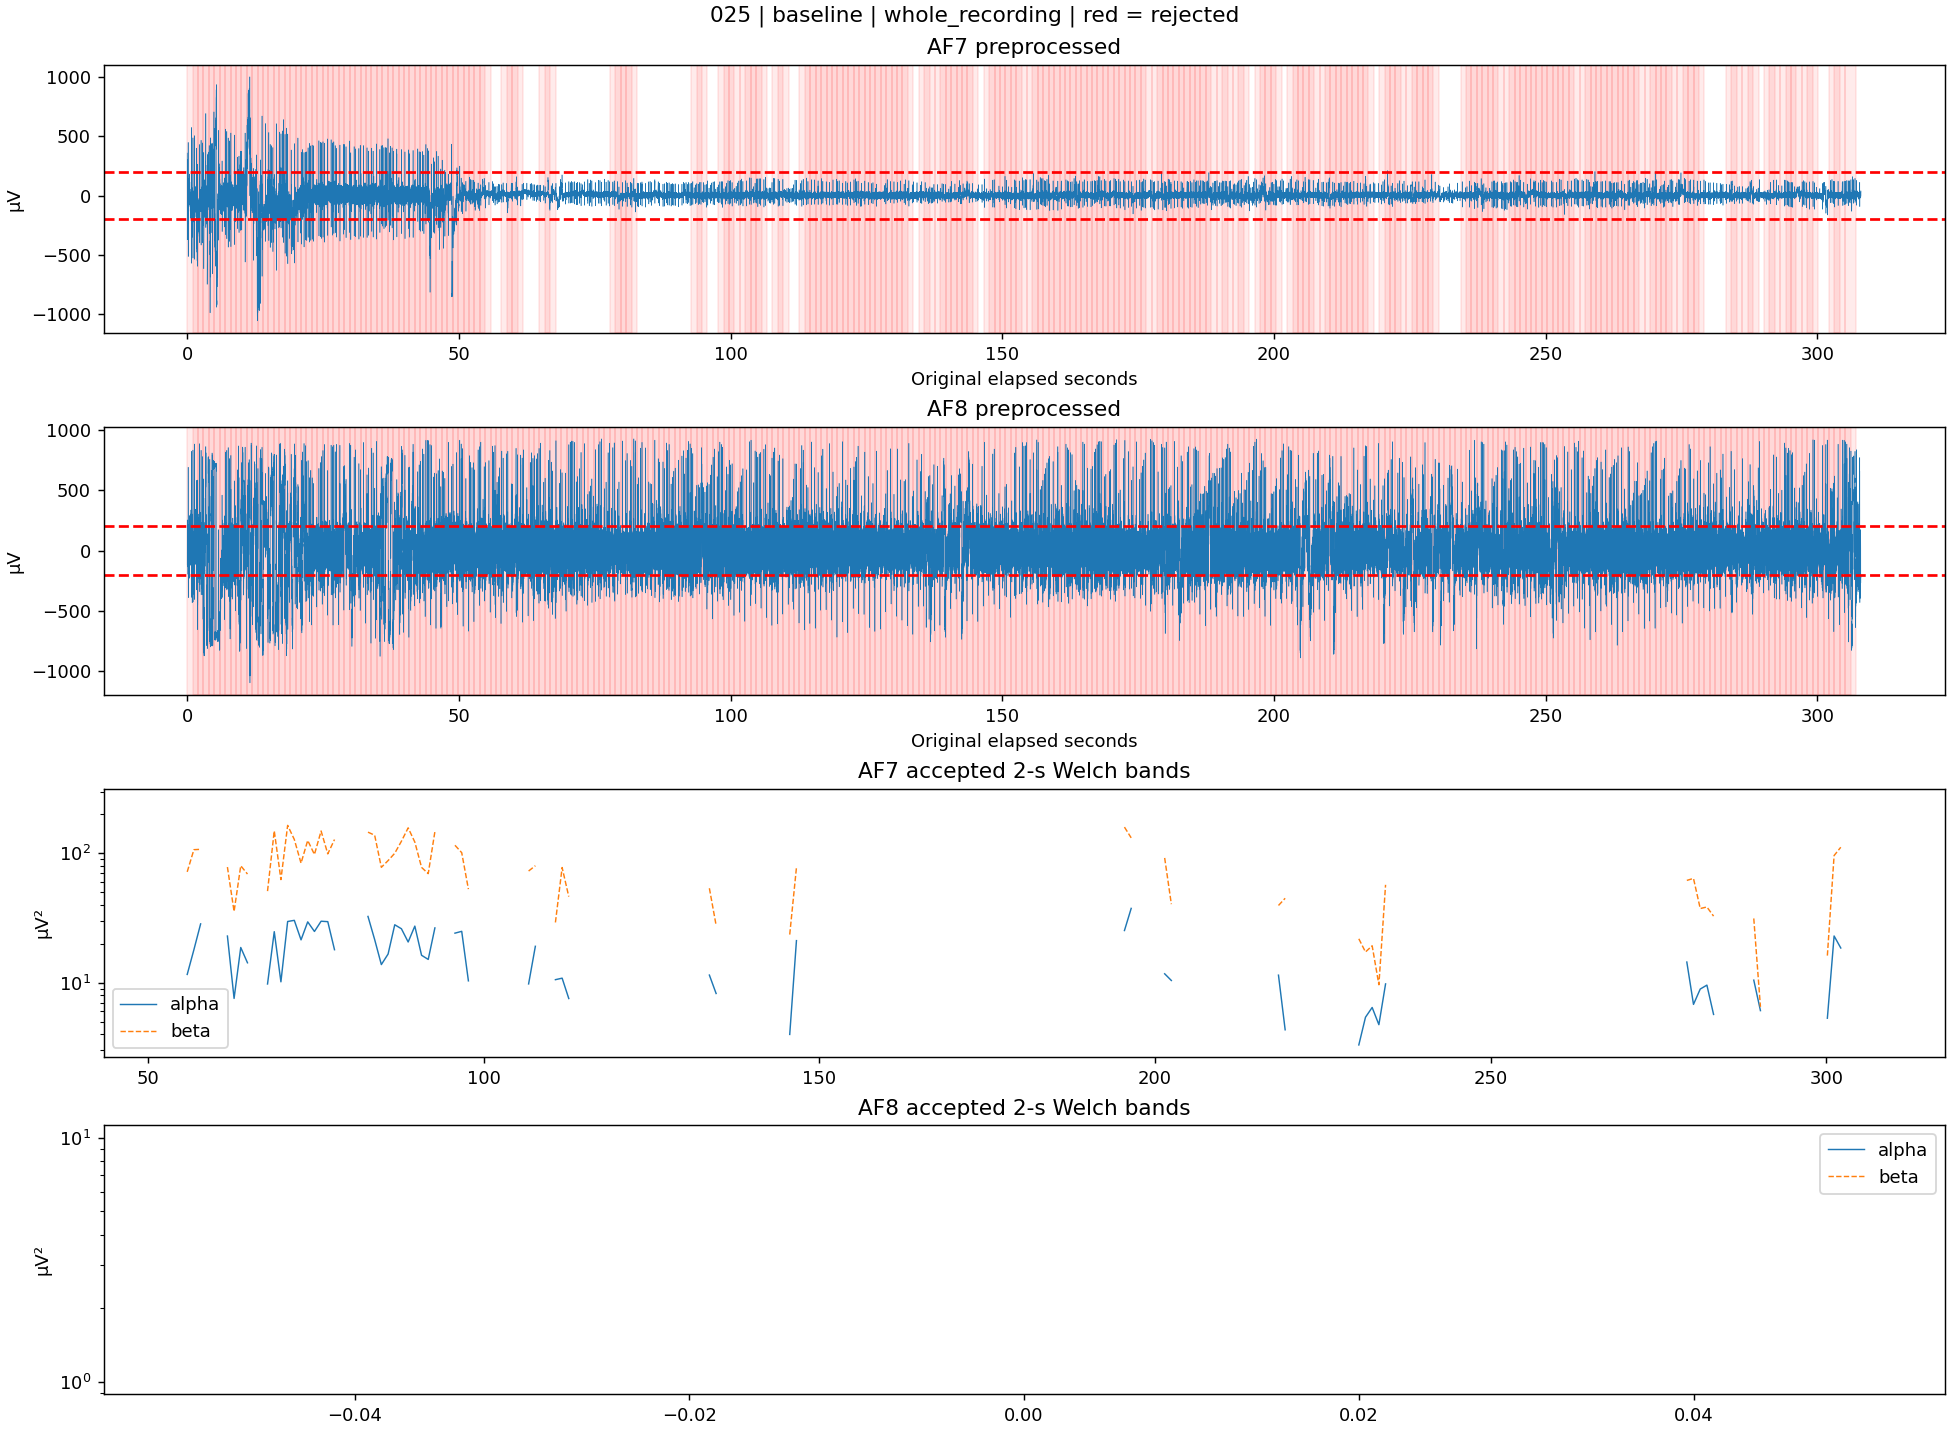 025 | baseline | whole_recording | red = rejected
AF7 preprocessed
1000
500
0
−500
−1000
µV
0 50 100 150 200 250 300
Original elapsed seconds
AF8 preprocessed
1000
500
0
−500
−1000
µV
0 50 100 150 200 250 300
Original elapsed seconds
AF7 accepted 2-s Welch bands
10²
10¹
µV²
alpha
beta
50 100 150 200 250 300
AF8 accepted 2-s Welch bands
10¹
10⁰
µV²
alpha
beta
−0.04 −0.02 0.00 0.02 0.04